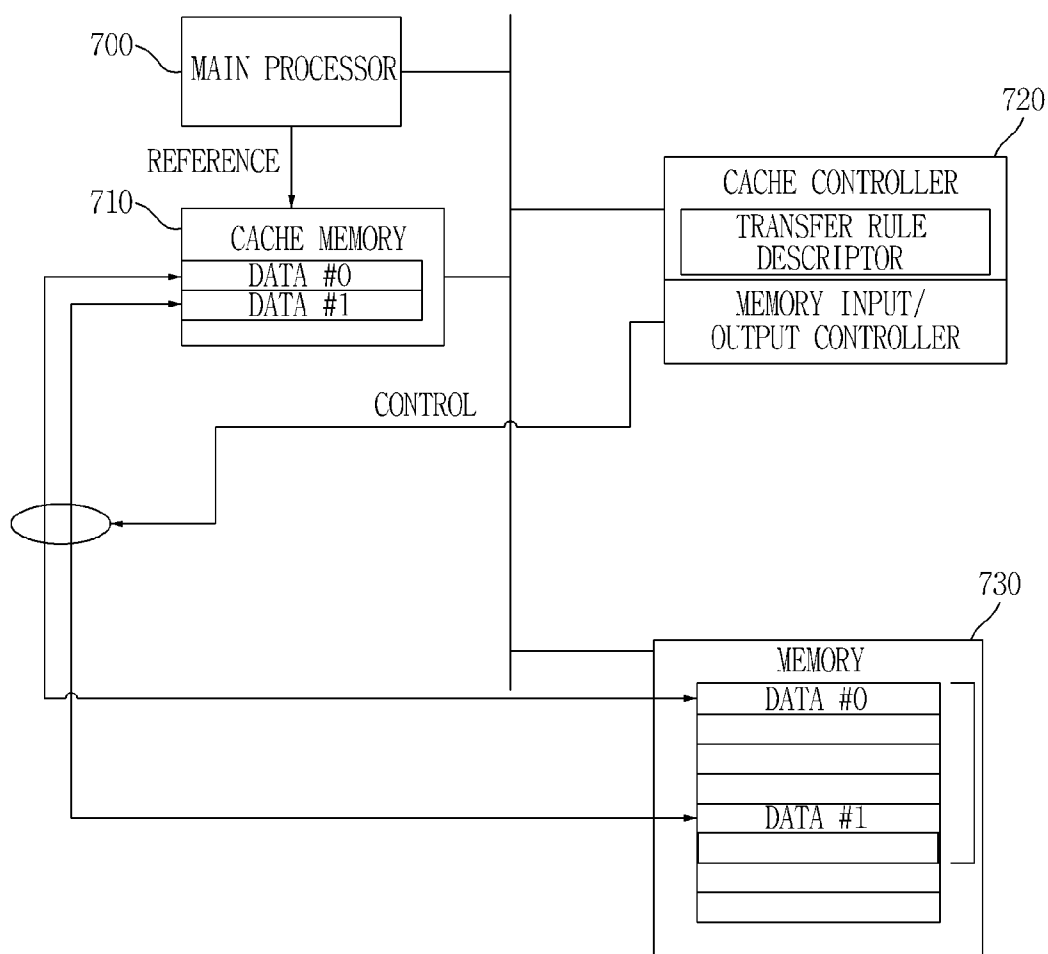 700
MAIN PROCESSOR
REFERENCE
710
CACHE MEMORY
DATA #0
DATA #1
720
CACHE CONTROLLER
TRANSFER RULE
DESCRIPTOR
MEMORY INPUT/
OUTPUT CONTROLLER
CONTROL
730
MEMORY
DATA #0
DATA #1